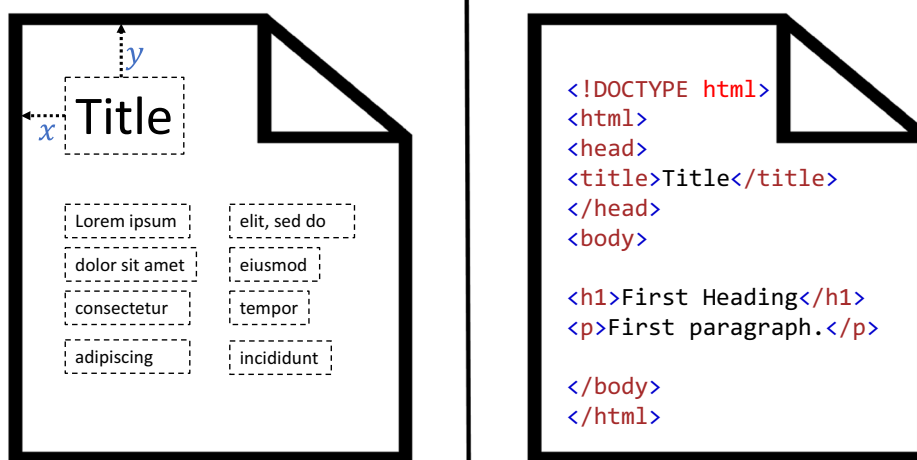 y
x
Title
Lorem ipsum
dolor sit amet
consectetur
adipiscing
elit, sed do
eiusmod
tempor
incididunt
<!DOCTYPE html>
<html>
<head>
<title>Title</title>
</head>
<body>
<h1>First Heading</h1>
<p>First paragraph.</p>
</body>
</html>